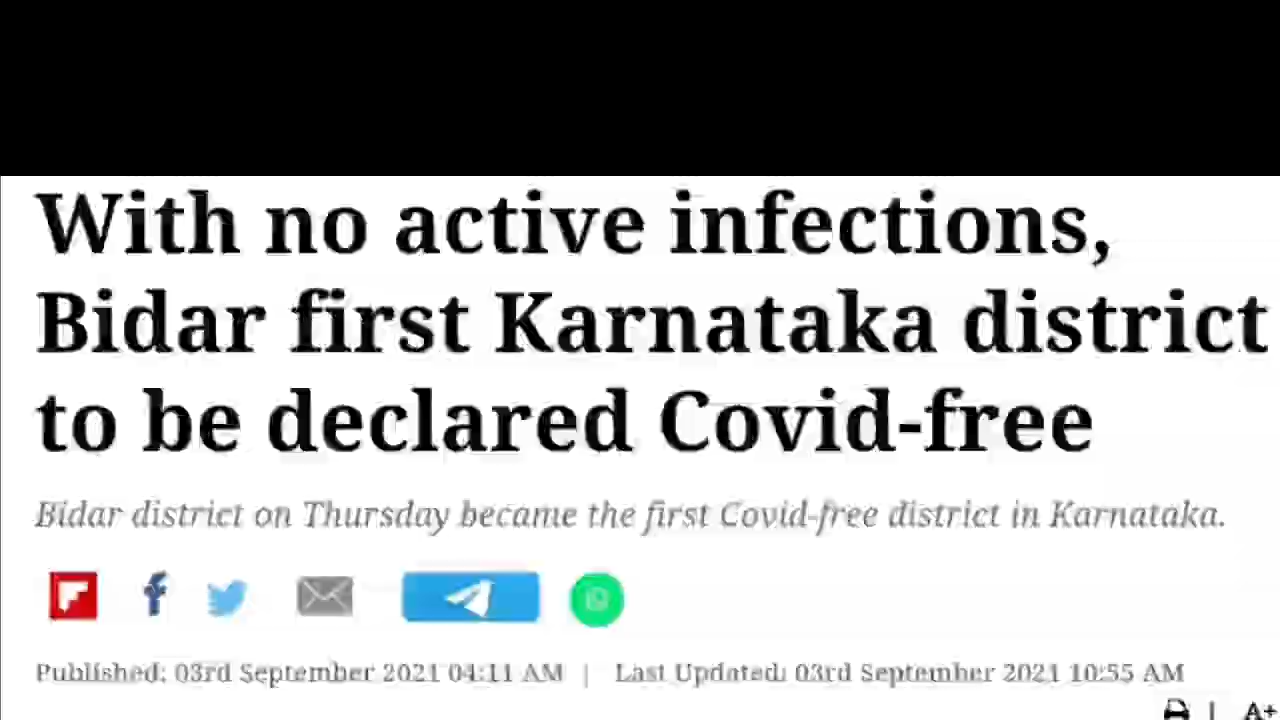 With no active infections,
Bidar first Karnataka district
to be declared Covid-free
Bidar district on Thursday became the first Covid-free district in Karnataka.
Published: 03rd September 2021 04:11 AM | Last Updated: 03rd September 2021 10:55 AM
| A+